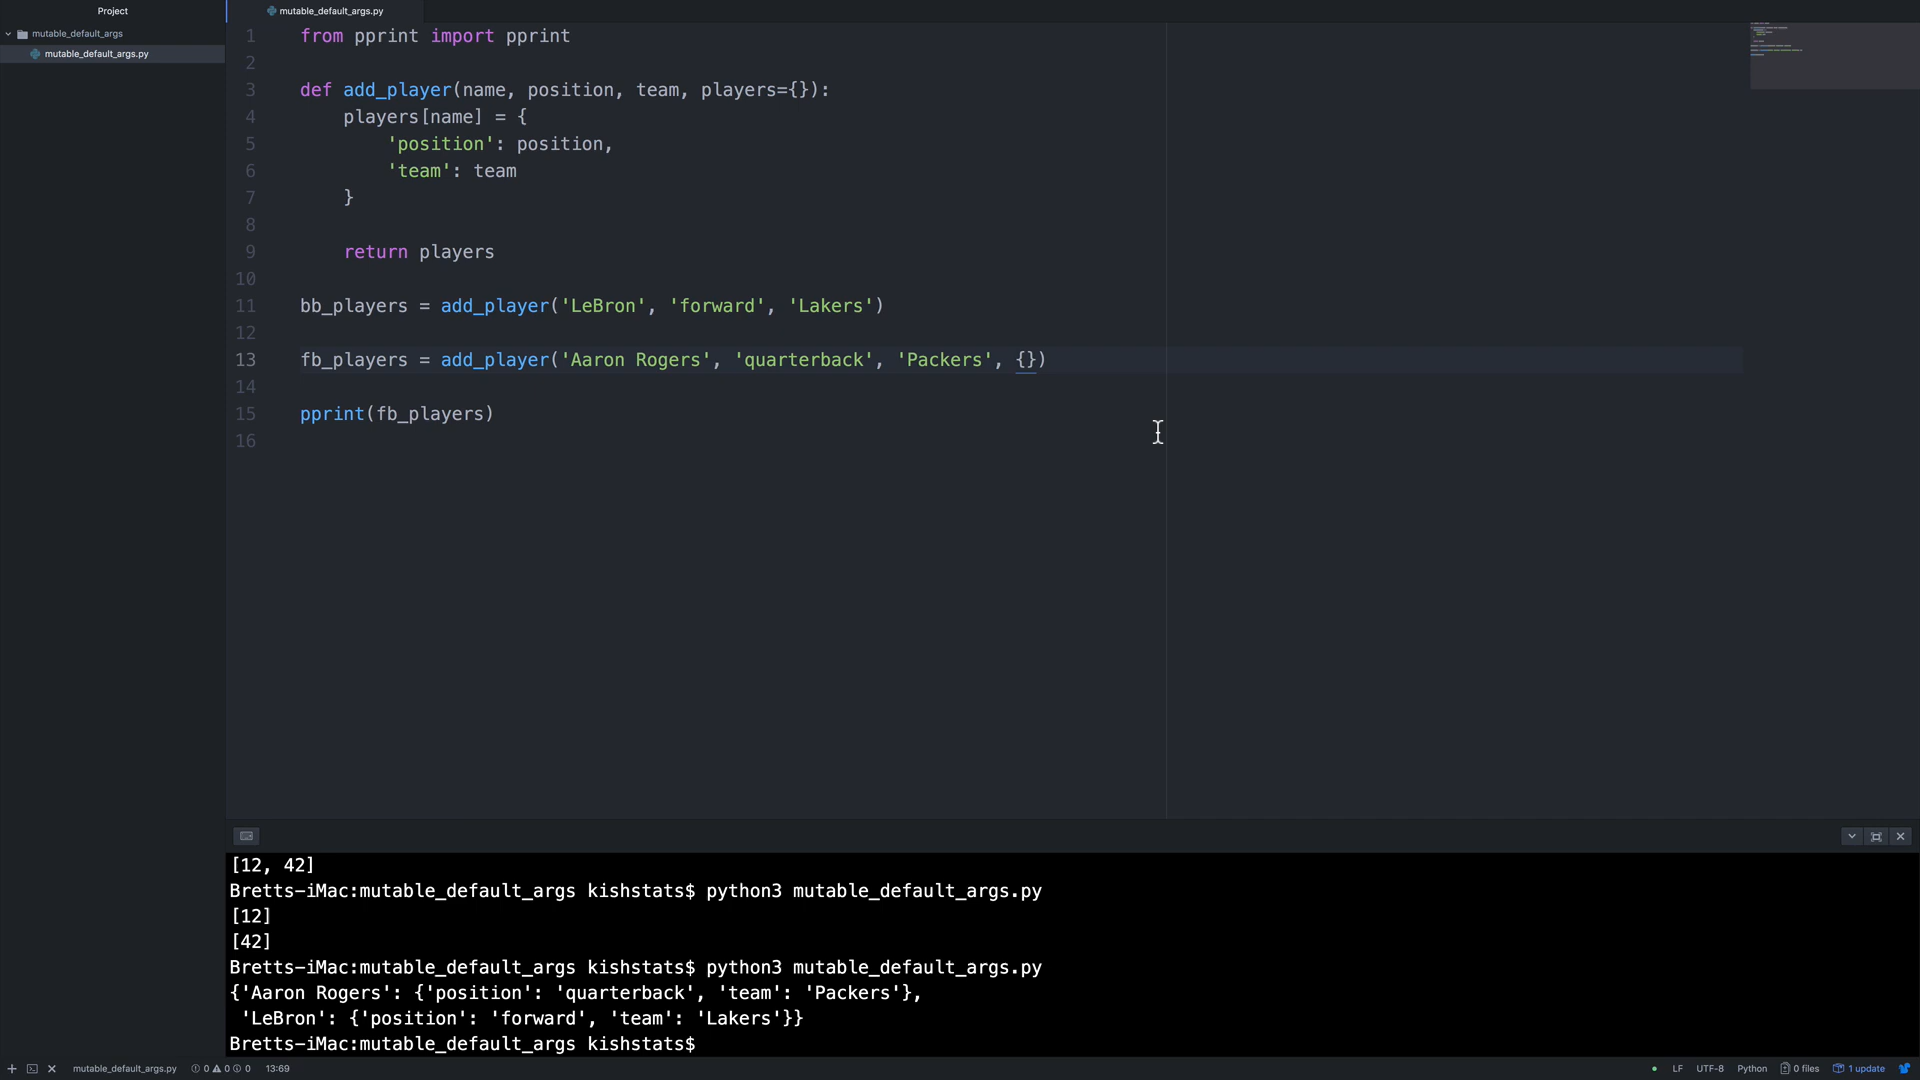 Project
mutable_default_args
mutable_default_args.py
mutable_default_args.py
1 from pprint import pprint
2
3 def add_player(name, position, team, players={}):
4     players[name] = {
5         'position': position,
6         'team': team
7     }
8
9     return players
10
11 bb_players = add_player('LeBron', 'forward', 'Lakers')
12
13 fb_players = add_player('Aaron Rogers', 'quarterback', 'Packers', {})
14
15 pprint(fb_players)
16
[12, 42]
Bretts-iMac:mutable_default_args kishstats$ python3 mutable_default_args.py
[12]
[42]
Bretts-iMac:mutable_default_args kishstats$ python3 mutable_default_args.py
{'Aaron Rogers': {'position': 'quarterback', 'team': 'Packers'},
 'LeBron': {'position': 'forward', 'team': 'Lakers'}}
Bretts-iMac:mutable_default_args kishstats$
mutable_default_args.py 0 0 0 13:69 LF UTF-8 Python 0 files 1 update